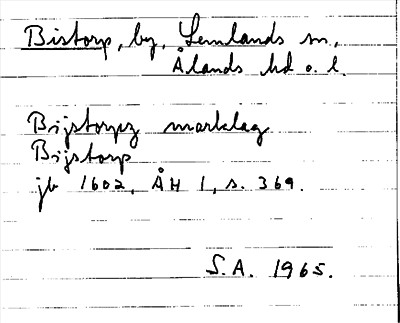 Bistorp, by, Lemlands sn,
Ålands hd o. l.
Bijstorpz marklag
Bijstorp
jb 1602, ÅH 1, s. 369.
S.A. 1965.